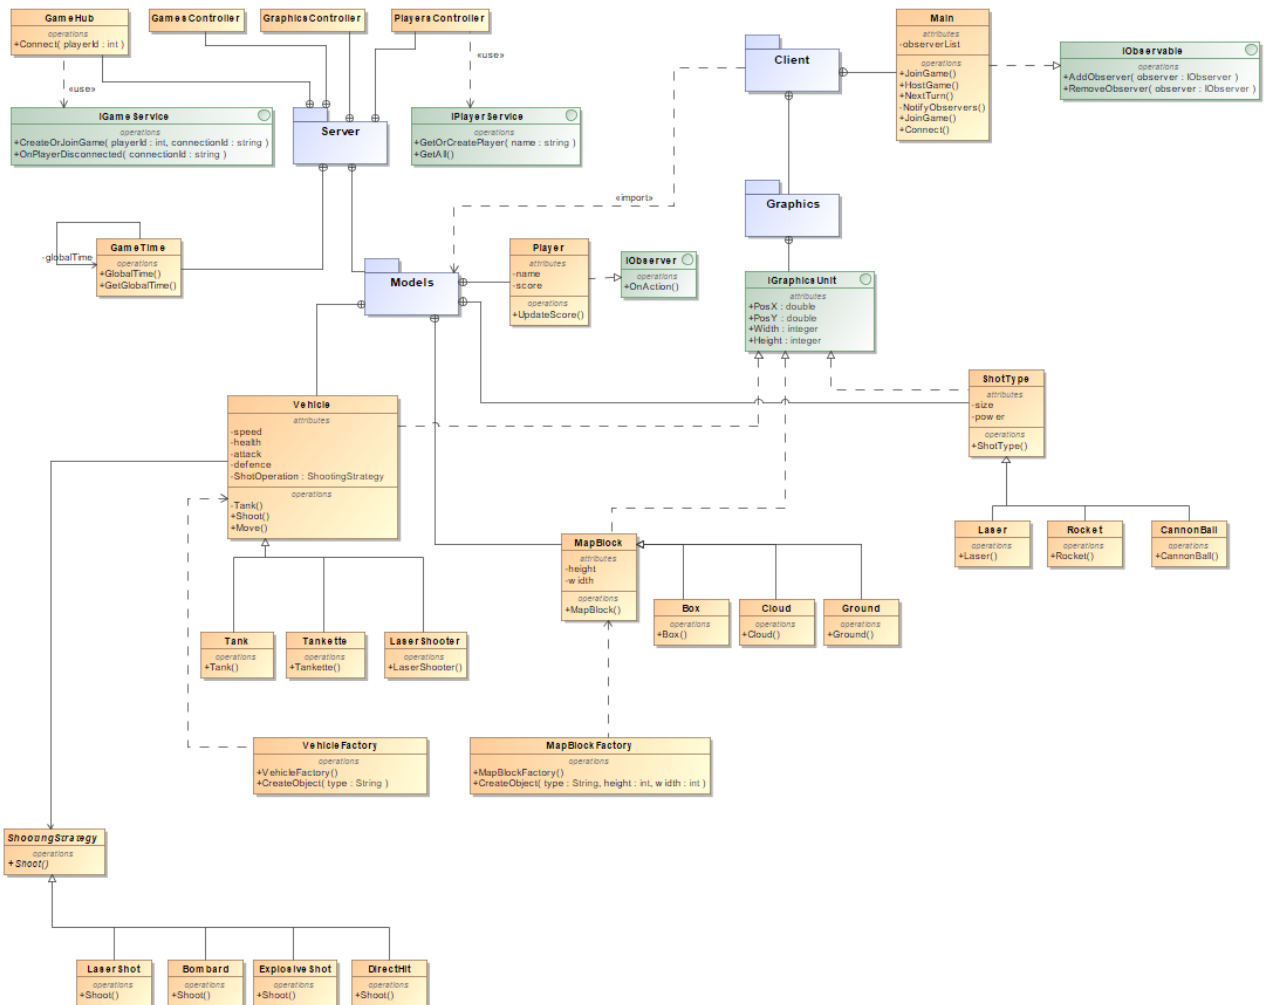 GameHub
operations
+Connect( playerId : int )
GamesController
GraphicsController
PlayersController
«use»
«use»
IGameService
operations
+CreateOrJoinGame( playerId : int, connectionId : string )
+OnPlayerDisconnected( connectionId : string )
Server
IPlayerService
operations
+GetOrCreatePlayer( name : string )
+GetAll()
Client
Main
attributes
-observerList
operations
+JoinGame()
+HostGame()
+NextTurn()
-NotifyObservers()
+JoinGame()
+Connect()
IObservable
operations
+AddObserver( observer : IObserver )
+RemoveObserver( observer : IObserver )
«import»
Graphics
-globalTime
GameTime
operations
+GlobalTime()
+GetGlobalTime()
Models
Player
attributes
-name
-score
operations
+UpdateScore()
IObserver
operations
+OnAction()
IGraphicsUnit
attributes
+PosX : double
+PosY : double
+Width : integer
+Height : integer
ShotType
attributes
-size
-power
operations
+ShotType()
Vehicle
attributes
-speed
-health
-attack
-defence
-ShotOperation : ShootingStrategy
operations
-Tank()
+Shoot()
+Move()
Laser
operations
+Laser()
Rocket
operations
+Rocket()
CannonBall
operations
+CannonBall()
MapBlock
attributes
-height
-width
operations
+MapBlock()
Box
operations
+Box()
Cloud
operations
+Cloud()
Ground
operations
+Ground()
Tank
operations
+Tank()
Tankette
operations
+Tankette()
LaserShooter
operations
+LaserShooter()
VehicleFactory
operations
+VehicleFactory()
+CreateObject( type : String )
MapBlockFactory
operations
+MapBlockFactory()
+CreateObject( type : String, height : int, width : int )
ShootingStrategy
operations
+Shoot()
LaserShot
operations
+Shoot()
Bombard
operations
+Shoot()
ExplosiveShot
operations
+Shoot()
DirectHit
operations
+Shoot()